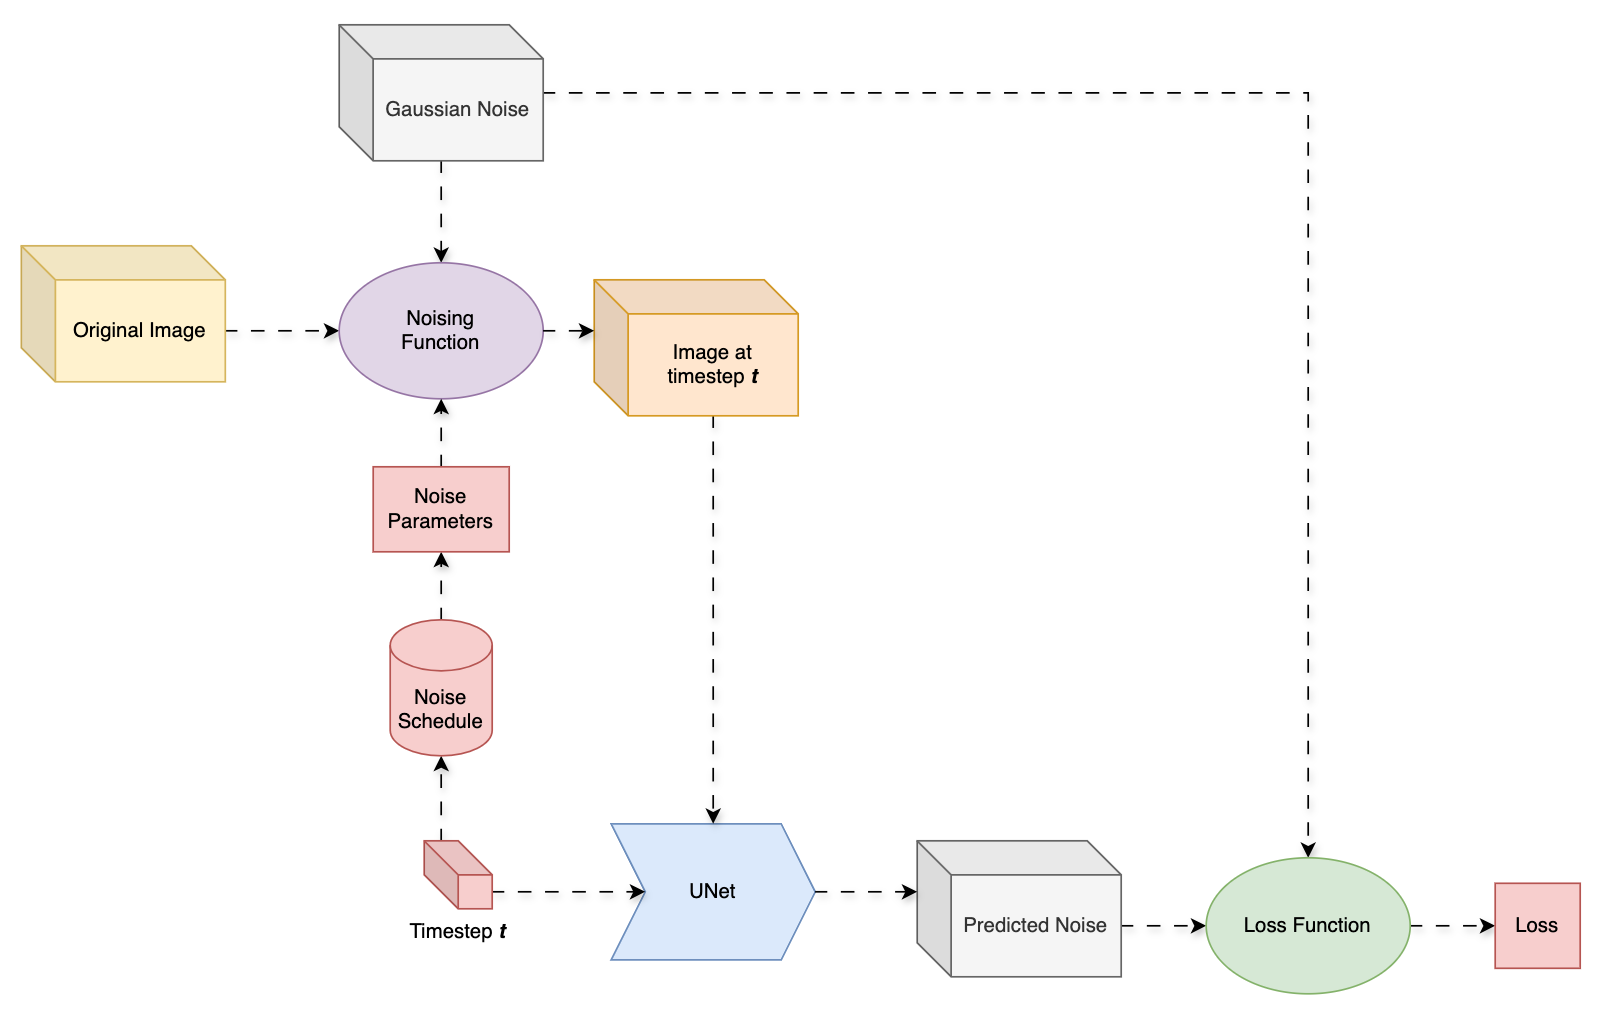 Gaussian Noise
Original Image
Noising
Function
Image at
timestep t
Noise
Parameters
Noise
Schedule
Timestep t
UNet
Predicted Noise
Loss Function
Loss